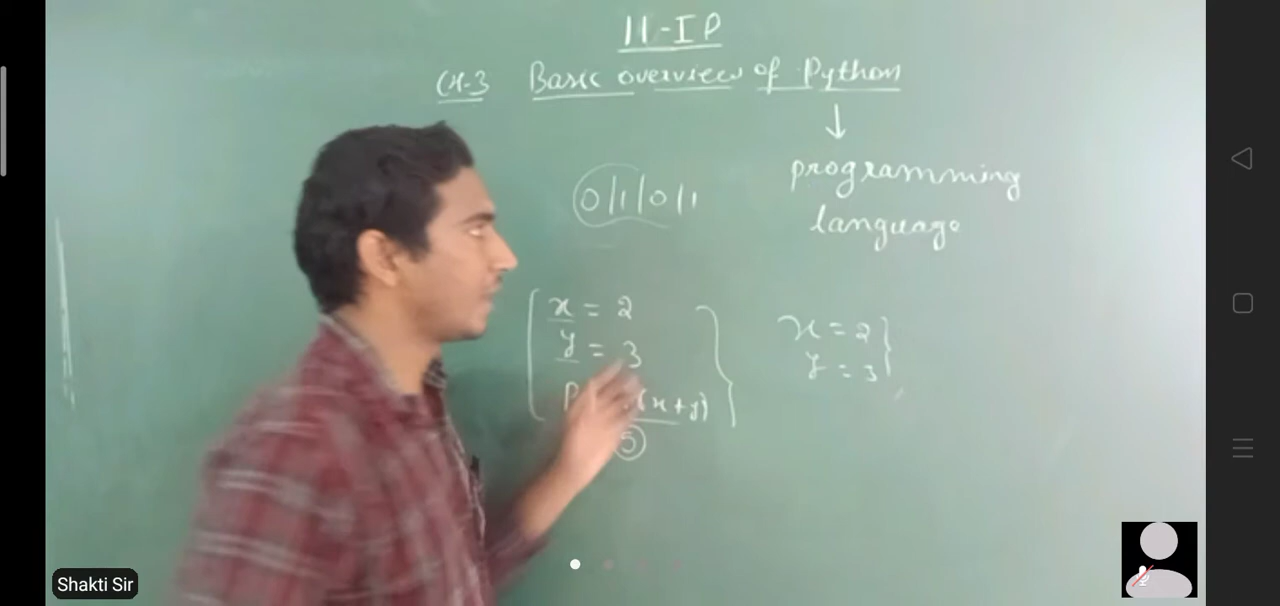 11-IP
CH-3 Basic overview of Python
↓
programming
language
0/1/0/1
x = 2
y = 3
(x+y)
5
x = 2
y = 3
Shakti Sir